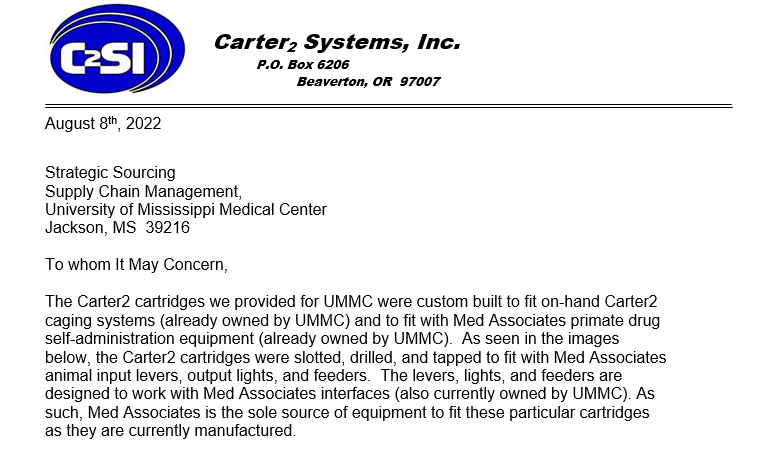 C2SI
Carter2 Systems, Inc.
P.O. Box 6206
Beaverton, OR 97007
August 8th, 2022
Strategic Sourcing
Supply Chain Management,
University of Mississippi Medical Center
Jackson, MS 39216
To whom It May Concern,
The Carter2 cartridges we provided for UMMC were custom built to fit on-hand Carter2
caging systems (already owned by UMMC) and to fit with Med Associates primate drug
self-administration equipment (already owned by UMMC). As seen in the images
below, the Carter2 cartridges were slotted, drilled, and tapped to fit with Med Associates
animal input levers, output lights, and feeders. The levers, lights, and feeders are
designed to work with Med Associates interfaces (also currently owned by UMMC). As
such, Med Associates is the sole source of equipment to fit these particular cartridges
as they are currently manufactured.